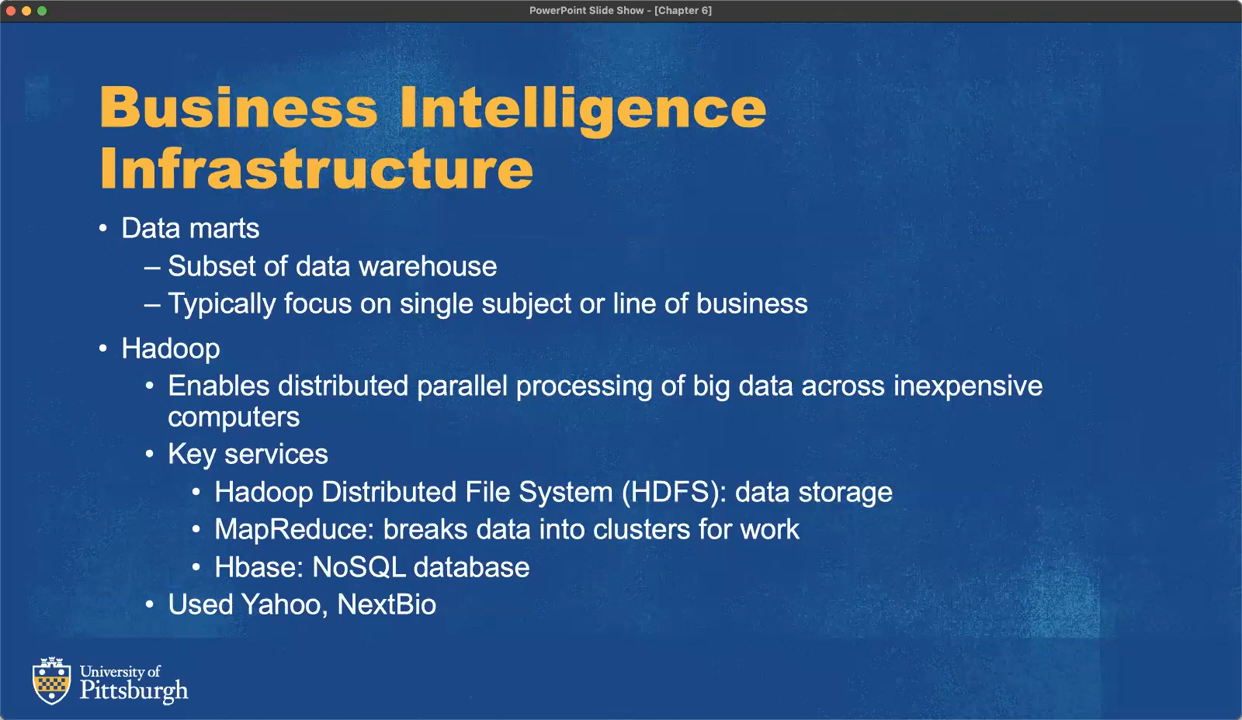 PowerPoint Slide Show - [Chapter 6]
Business Intelligence
Infrastructure
• Data marts
– Subset of data warehouse
– Typically focus on single subject or line of business
• Hadoop
• Enables distributed parallel processing of big data across inexpensive
computers
• Key services
• Hadoop Distributed File System (HDFS): data storage
• MapReduce: breaks data into clusters for work
• Hbase: NoSQL database
• Used Yahoo, NextBio
University of
Pittsburgh